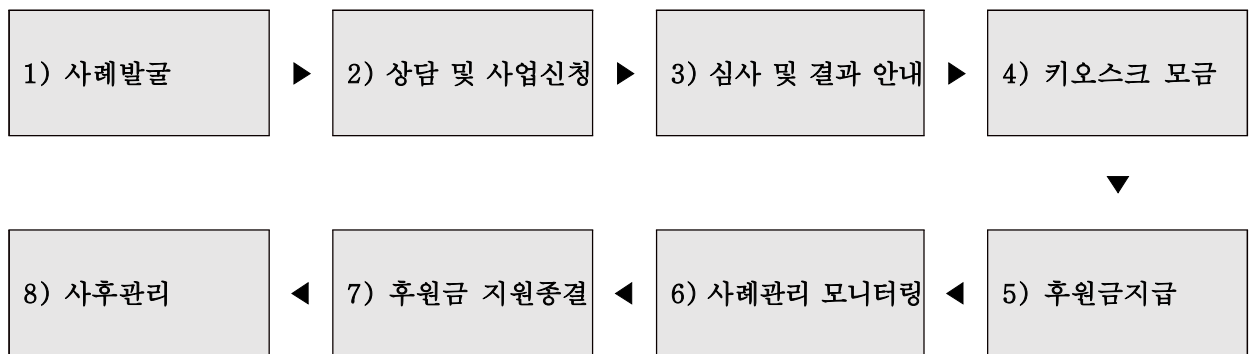 1) 사례발굴
2) 상담 및 사업신청
3) 심사 및 결과 안내
4) 키오스크 모금
5) 후원금지급
6) 사례관리 모니터링
7) 후원금 지원종결
8) 사후관리